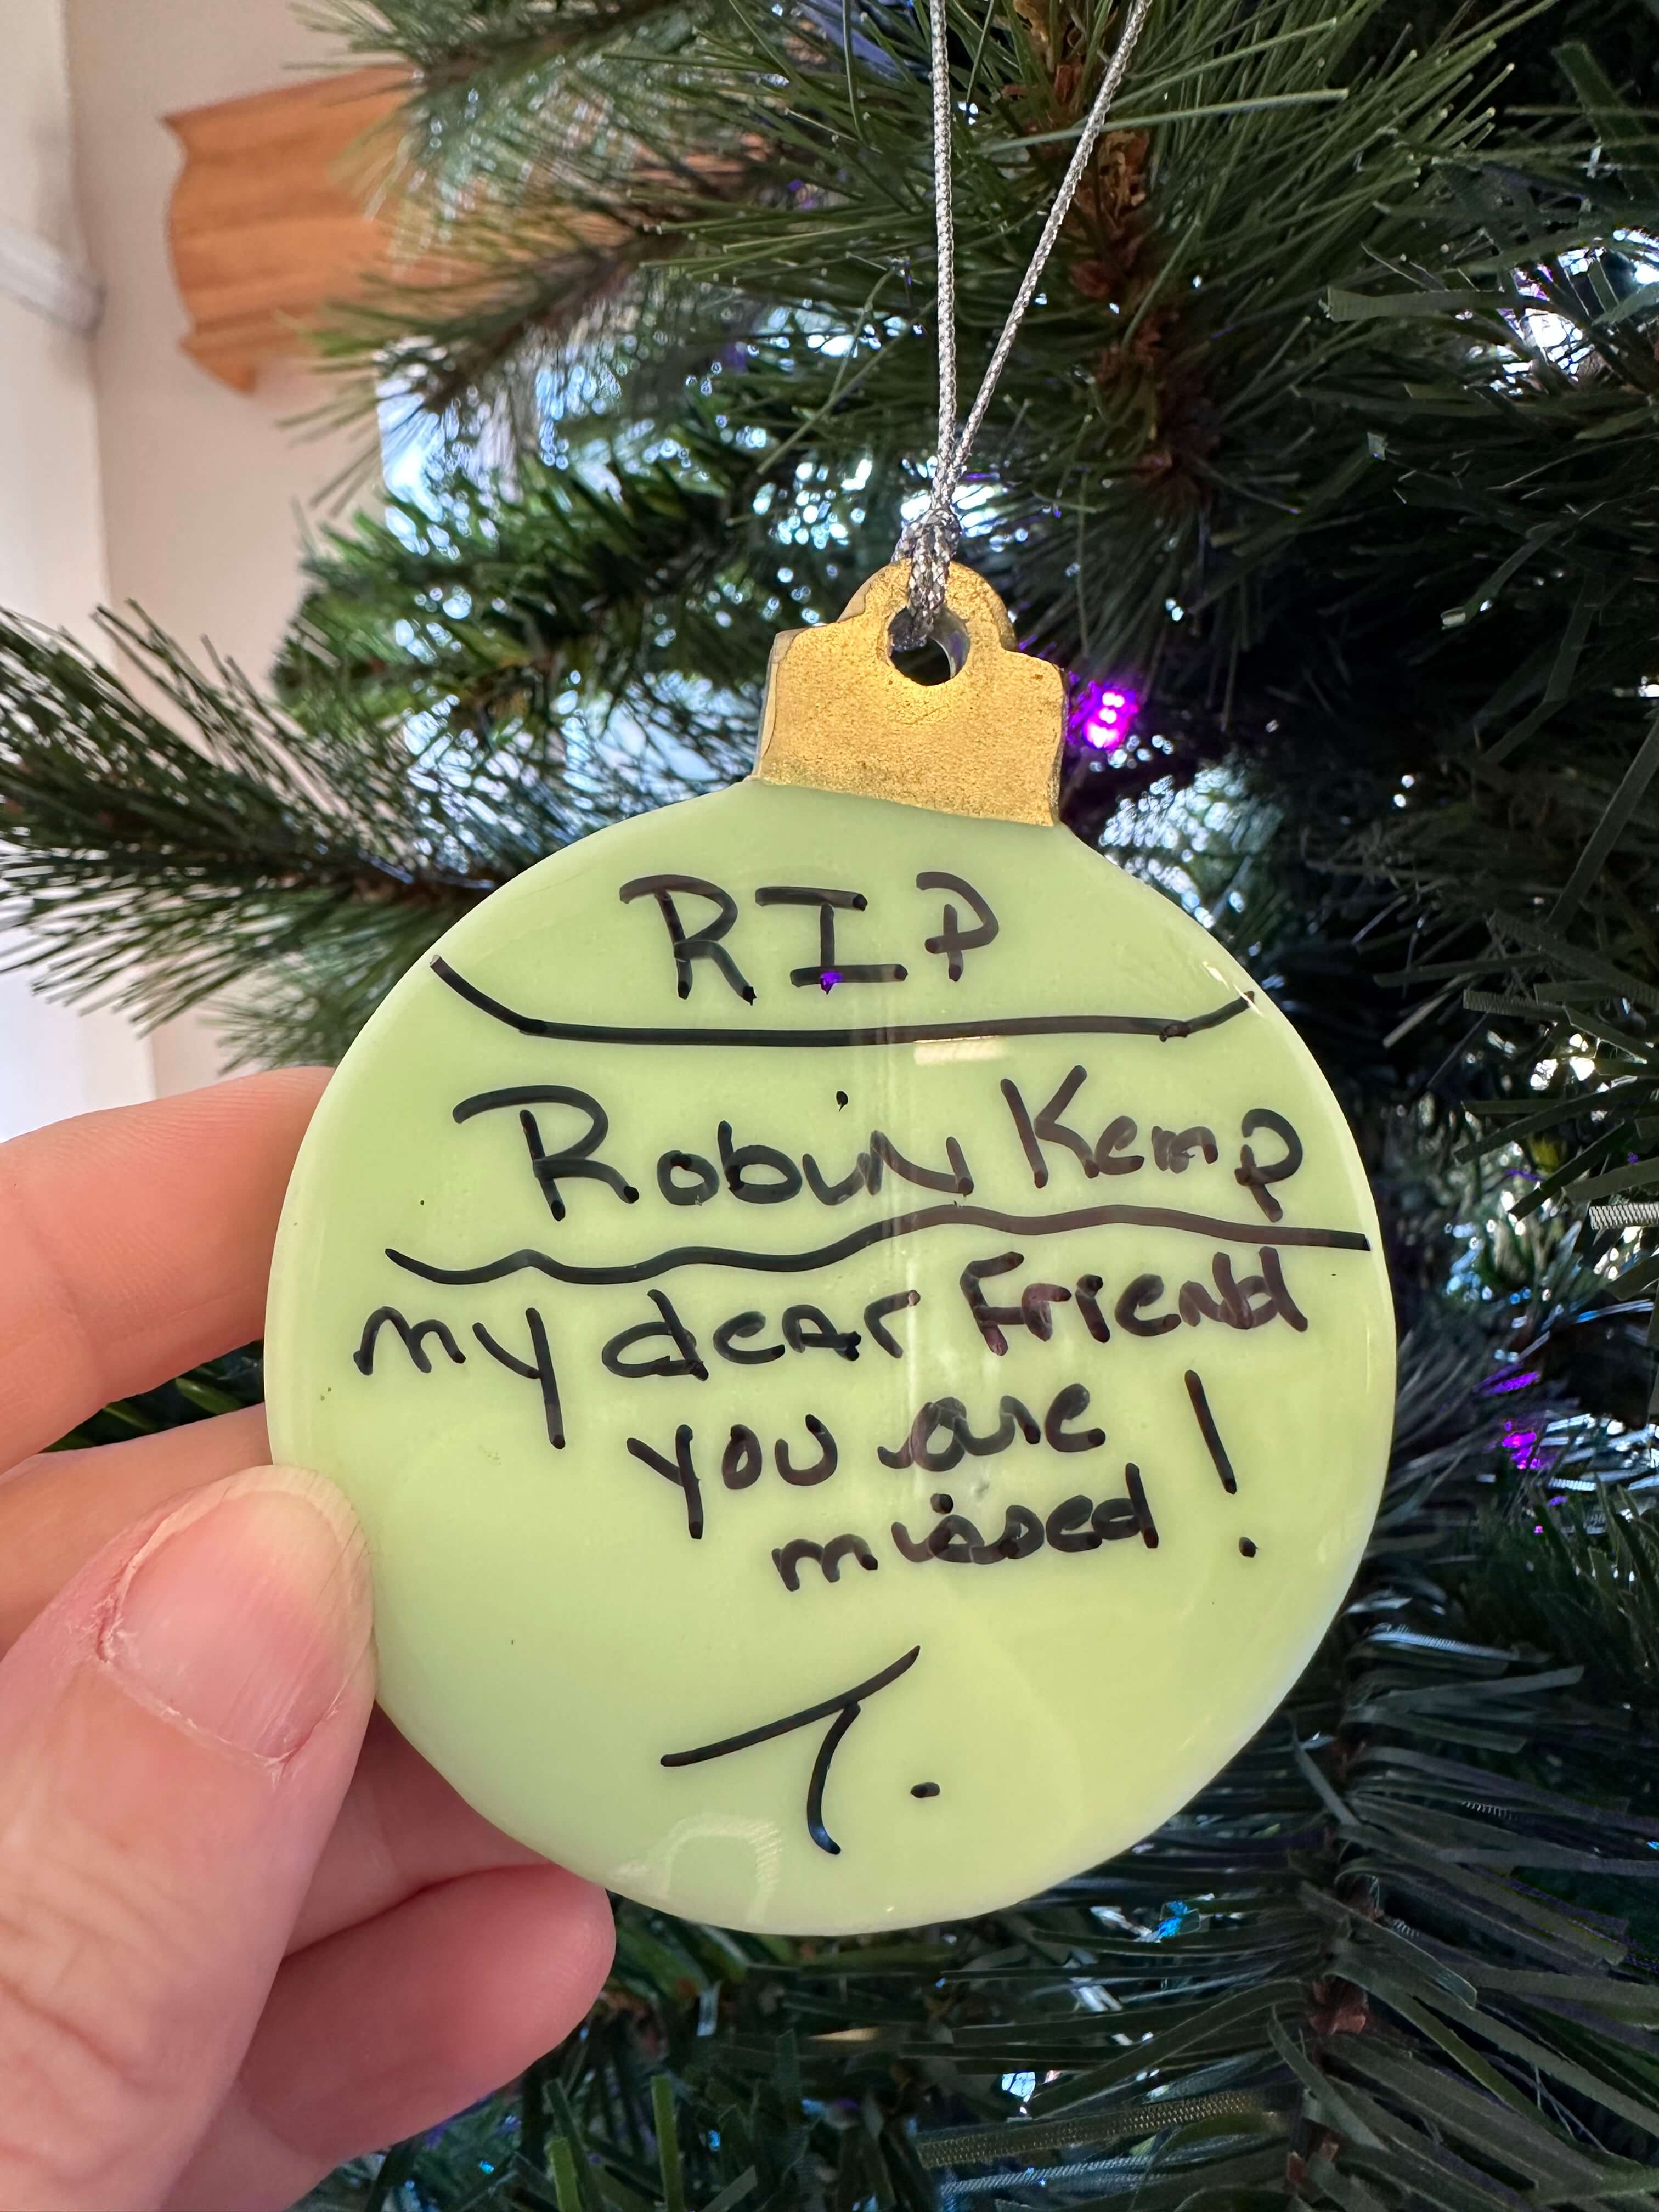 RIP
Robin Kemp
my dear Friend
you are
missed!
T.